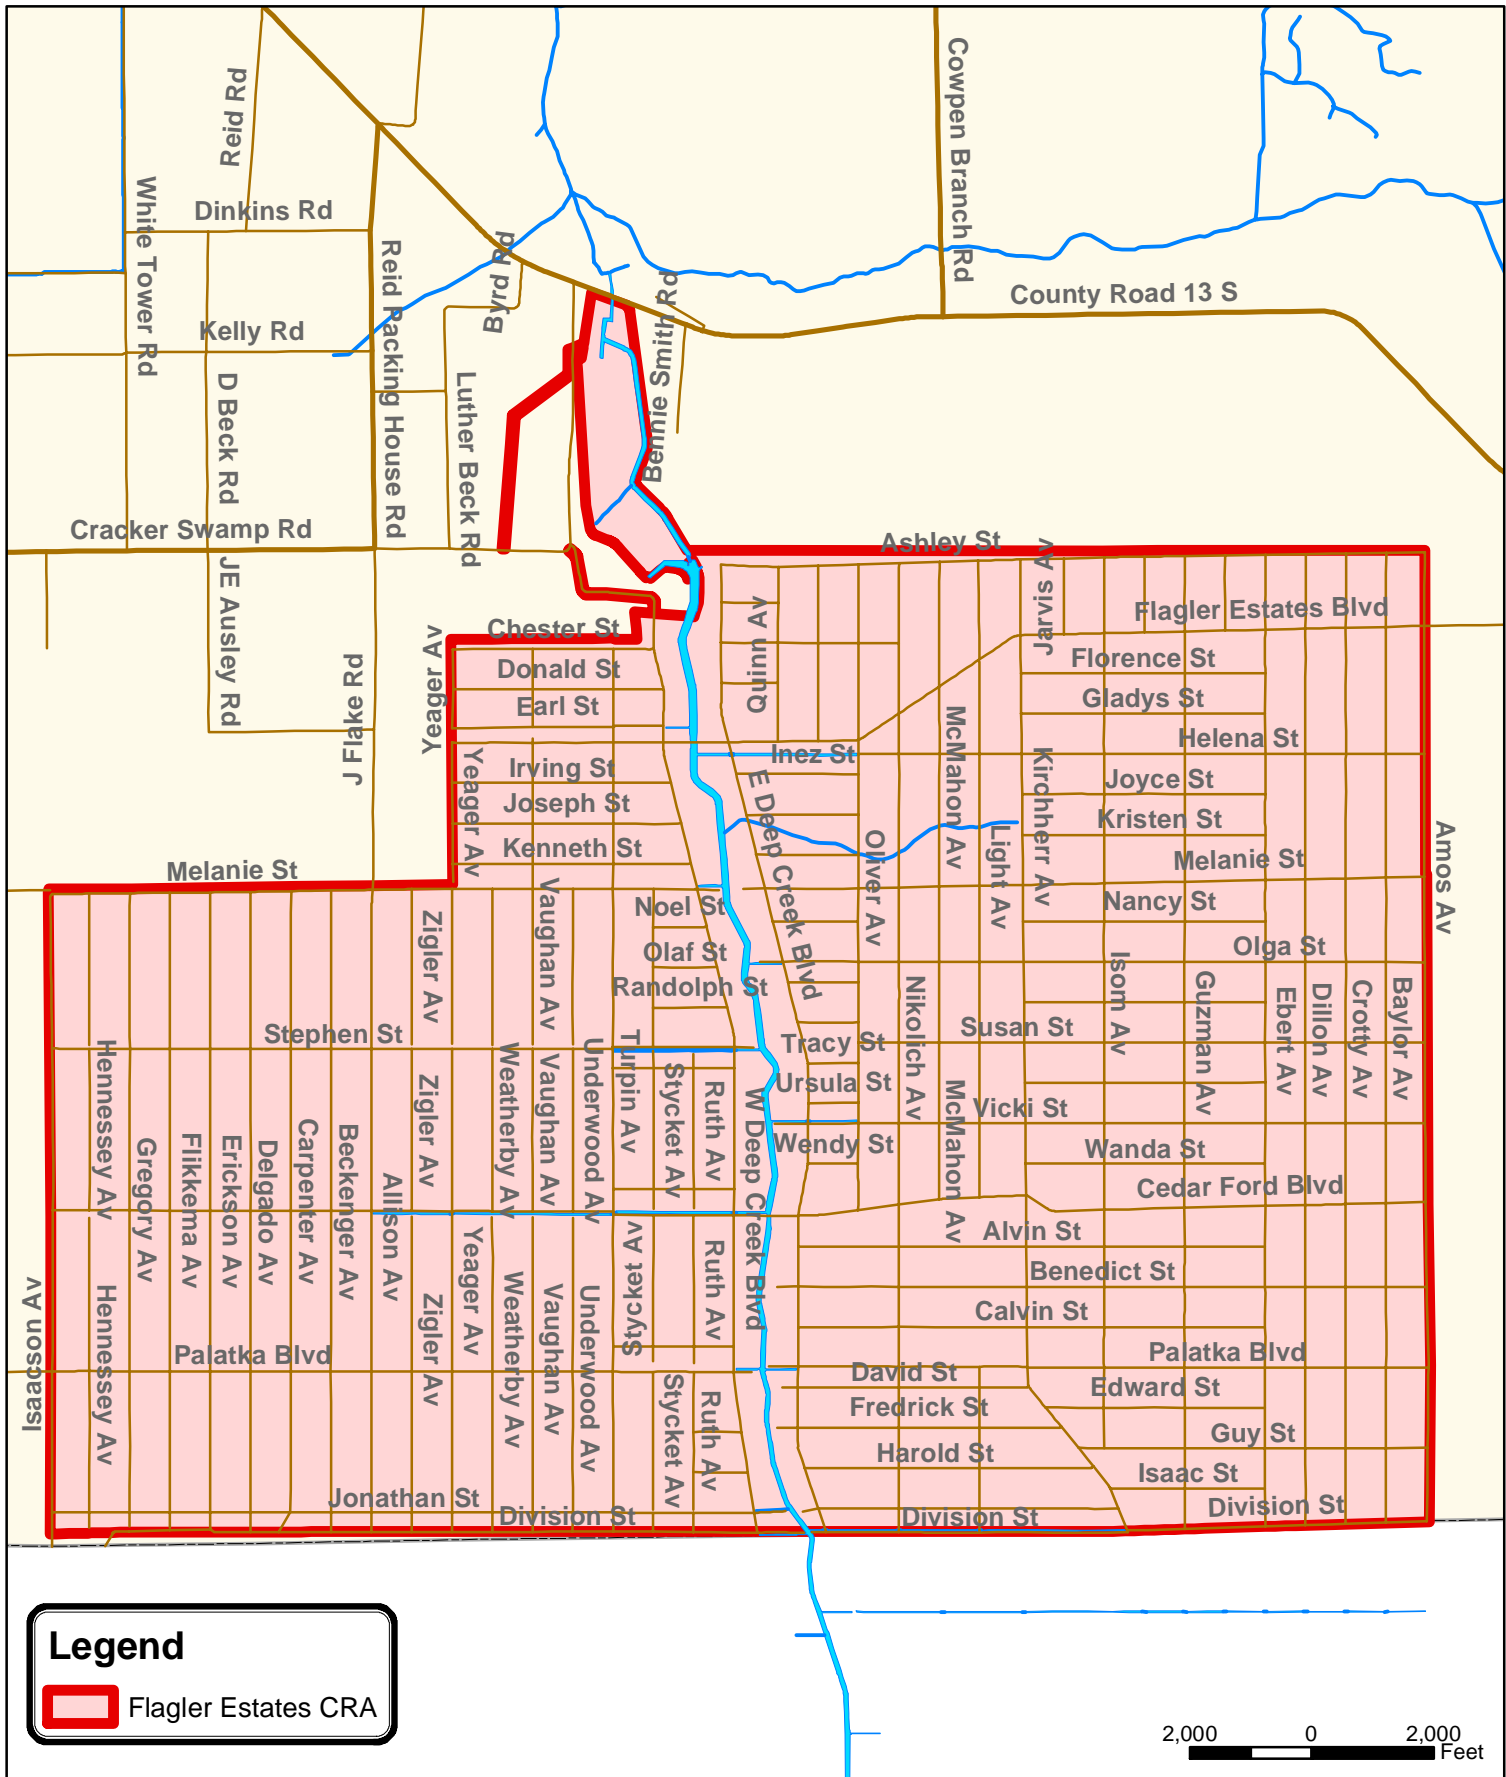 Reid Rd
Cowpen Branch Rd
White Tower Rd
Dinkins Rd
Byrd Rd
Reid Packing House Rd
Bennie Smith Rd
County Road 13 S
Kelly Rd
D Beck Rd
Luther Beck Rd
Cracker Swamp Rd
Ashley St
Jarvis Av
JE Ausley Rd
Quinn Av
Flagler Estates Blvd
Chester St
Yeager Av
J Flake Rd
Donald St
Florence St
Earl St
Gladys St
McMahon Av
Helena St
Inez St
Yeager Av
Irving St
E Deep Creek Blvd
Kirchherr Av
Joyce St
Joseph St
Kristen St
Light Av
Oliver Av
Amos Av
Kenneth St
Melanie St
Melanie St
Vaughan Av
Noel St
Nancy St
Zigler Av
Olaf St
Olga St
Isom Av
Randolph St
Nikolich Av
Guzman Av
Ebert Av
Dillon Av
Crotty Av
Baylor Av
Stephen St
Susan St
Tracy St
Hennessey Av
Weatherby Av
Vaughan Av
Underwood Av
Turpin Av
Stycket Av
Ruth Av
Ursula St
Zigler Av
W Deep Creek Blvd
McMahon Av
Vicki St
Gregory Av
Flikkema Av
Erickson Av
Delgado Av
Carpenter Av
Beckenger Av
Allison Av
Wendy St
Wanda St
Cedar Ford Blvd
Stycket Av
Ruth Av
Alvin St
Yeager Av
Benedict St
Isaacson Av
Hennessey Av
Zigler Av
Weatherby Av
Vaughan Av
Underwood Av
Calvin St
Palatka Blvd
Palatka Blvd
David St
Stycket Av
Ruth Av
Edward St
Fredrick St
Guy St
Harold St
Isaac St
Jonathan St
Division St
Division St
Division St
Legend
Flagler Estates CRA
2,000 0 2,000
Feet